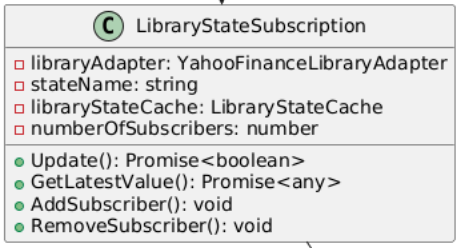 C LibraryStateSubscription
libraryAdapter: YahooFinanceLibraryAdapter
stateName: string
libraryStateCache: LibraryStateCache
numberOfSubscribers: number
Update(): Promise<boolean>
GetLatestValue(): Promise<any>
AddSubscriber(): void
RemoveSubscriber(): void